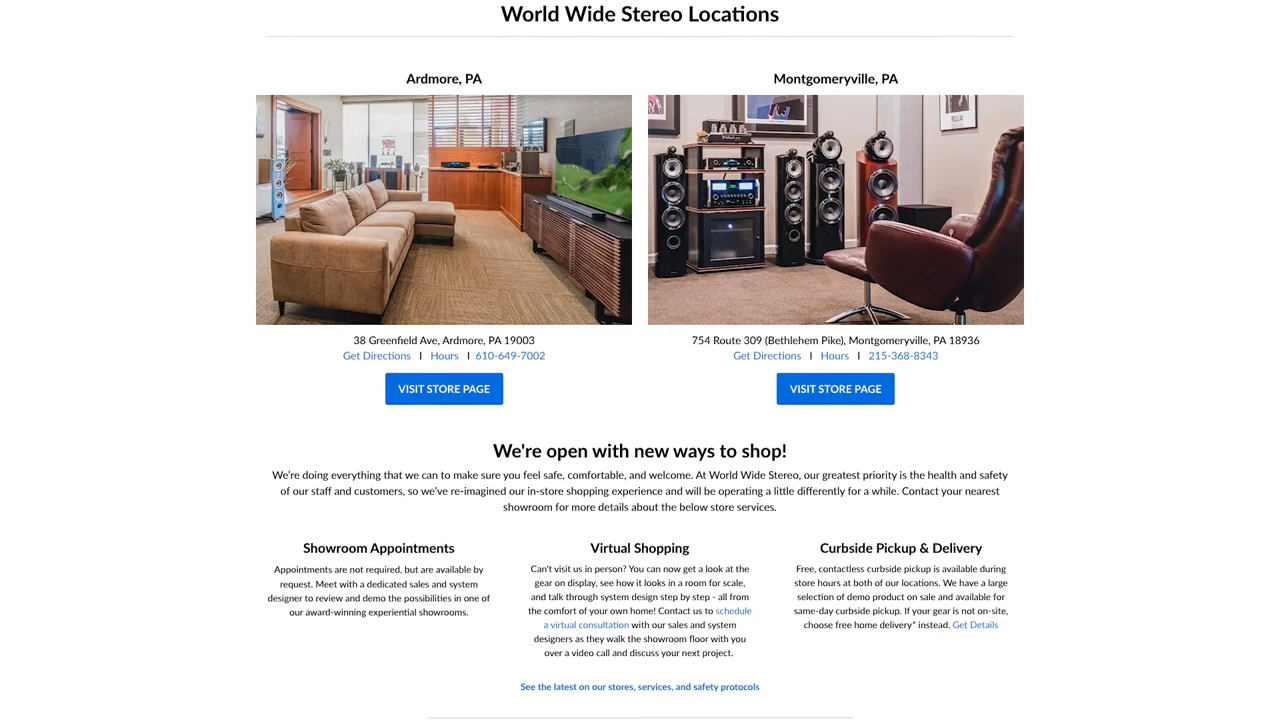 World Wide Stereo Locations
Ardmore, PA
Montgomeryville, PA
38 Greenfield Ave, Ardmore, PA 19003
Get Directions I Hours I 610-649-7002
VISIT STORE PAGE
754 Route 309 (Bethlehem Pike), Montgomeryville, PA 18936
Get Directions I Hours I 215-368-8343
VISIT STORE PAGE
We're open with new ways to shop!
We're doing everything that we can to make sure you feel safe, comfortable, and welcome. At World Wide Stereo, our greatest priority is the health and safety
of our staff and customers, so we've re-imagined our in-store shopping experience and will be operating a little differently for a while. Contact your nearest
showroom for more details about the below store services.
Showroom Appointments
Appointments are not required, but are available by
request. Meet with a dedicated sales and system
designer to review and demo the possibilities in one of
our award-winning experiential showrooms.
Virtual Shopping
Can't visit us in person? You can now get a look at the
gear on display, see how it looks in a room for scale,
and talk through system design step by step - all from
the comfort of your own home! Contact us to schedule
a virtual consultation with our sales and system
designers as they walk the showroom floor with you
over a video call and discuss your next project.
Curbside Pickup & Delivery
Free, contactless curbside pickup is available during
store hours at both of our locations. We have a large
selection of demo product on sale and available for
same-day curbside pickup. If your gear is not on-site,
choose free home delivery* instead. Get Details
See the latest on our stores, services, and safety protocols